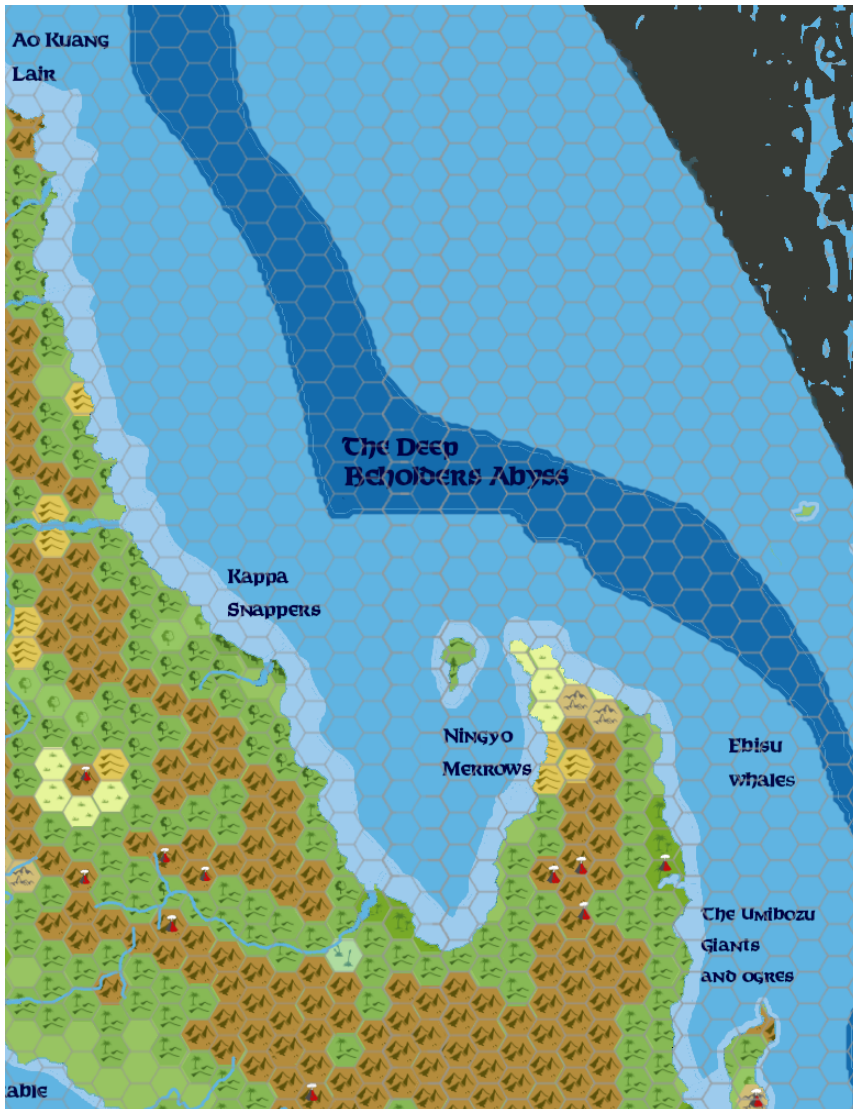 Ao Kuang
Lair
The Deep
Beholders Abyss
Kappa
Snappers
Ningyo
Merrows
Ebisu
whales
The Umibozu
Giants
and ogres
able